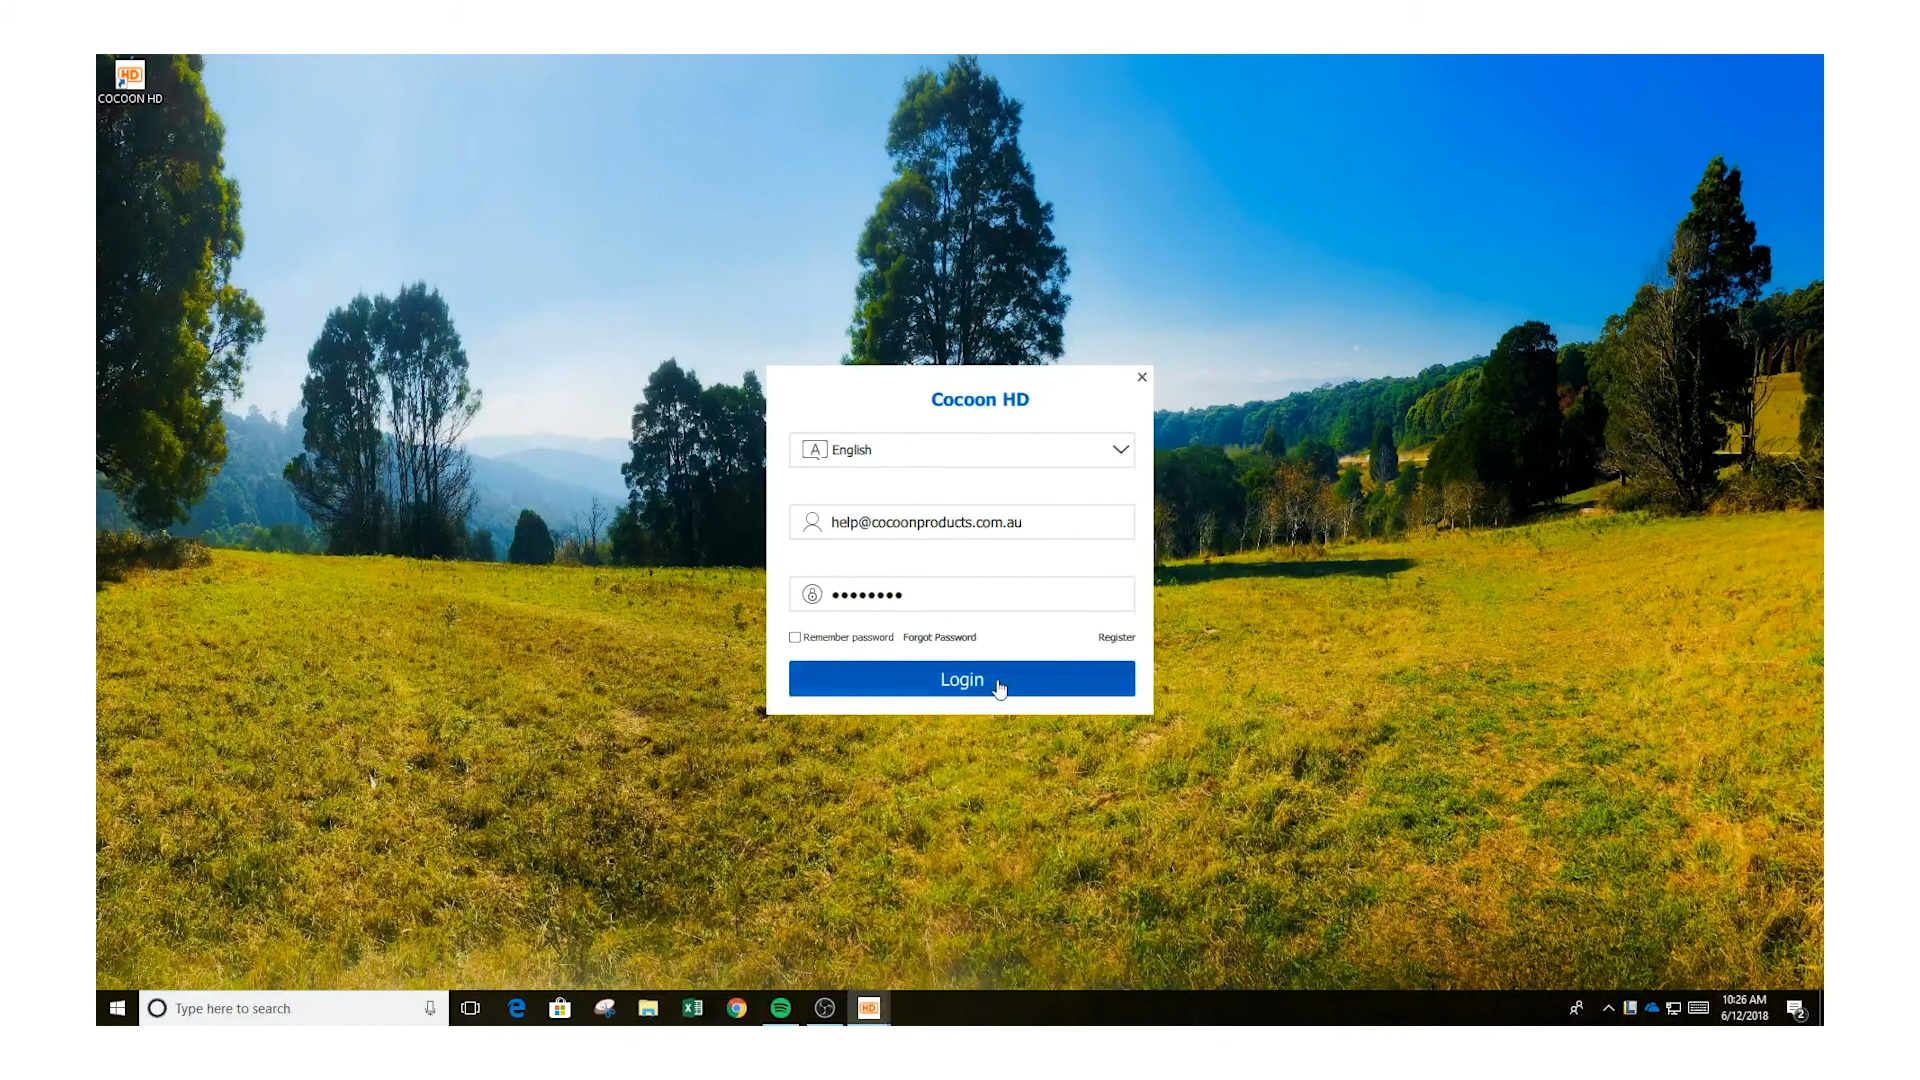 HD
COCOON HD
Cocoon HD
A English
help@cocoonproducts.com.au
Remember password Forgot Password Register
Login
Type here to search
HD
10:26 AM
6/12/2018
2